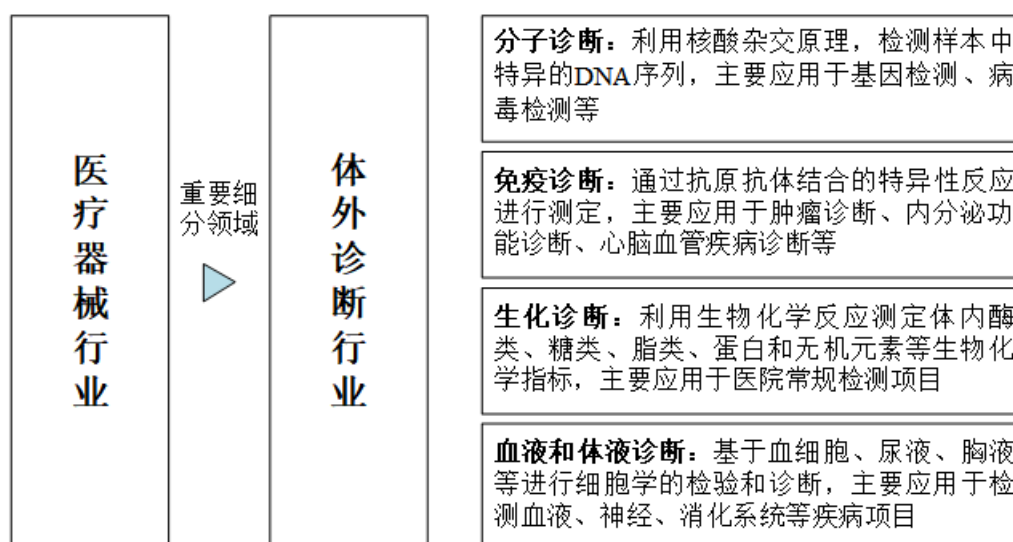 医疗器械行业
重要细
分领域
体外诊断行业
分子诊断：利用核酸杂交原理，检测样本中
特异的DNA序列，主要应用于基因检测、病
毒检测等
免疫诊断：通过抗原抗体结合的特异性反应
进行测定，主要应用于肿瘤诊断、内分泌功
能诊断、心脑血管疾病诊断等
生化诊断：利用生物化学反应测定体内酶
类、糖类、脂类、蛋白和无机元素等生物化
学指标，主要应用于医院常规检测项目
血液和体液诊断：基于血细胞、尿液、胸液
等进行细胞学的检验和诊断，主要应用于检
测血液、神经、消化系统等疾病项目